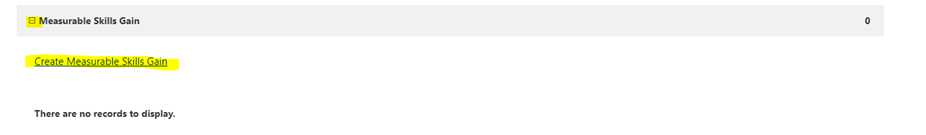 Measurable Skills Gain 0
Create Measurable Skills Gain
There are no records to display.